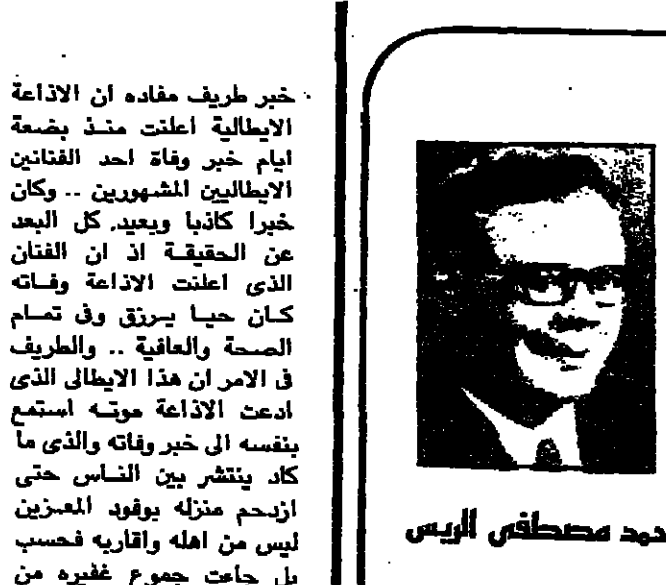 خبر طريف مفاده ان الاذاعة
الايطالية اعلنت منذ بضعة
ايام خبر وفاة احد الفنانين
الايطاليين المشهورين .. وكان
خبرا كاذبا وبعيد كل البعد
عن الحقيقة اذ ان الفنان
الذى اعلنت الاذاعة وفاته
كان حيا يرزق وفى تمام
الصحة والعافية .. والطريف
فى الامر ان هذا الايطالى الذى
ادعت الاذاعة موته استمع
بنفسه الى خبر وفاته والذى ما
كاد ينتشر بين الناس حتى
ازدحم منزله بوفود المعزين
ليس من اهله واقاربه فحسب
بل جاءت جموع غفيره من
حمد مصطفى الريس